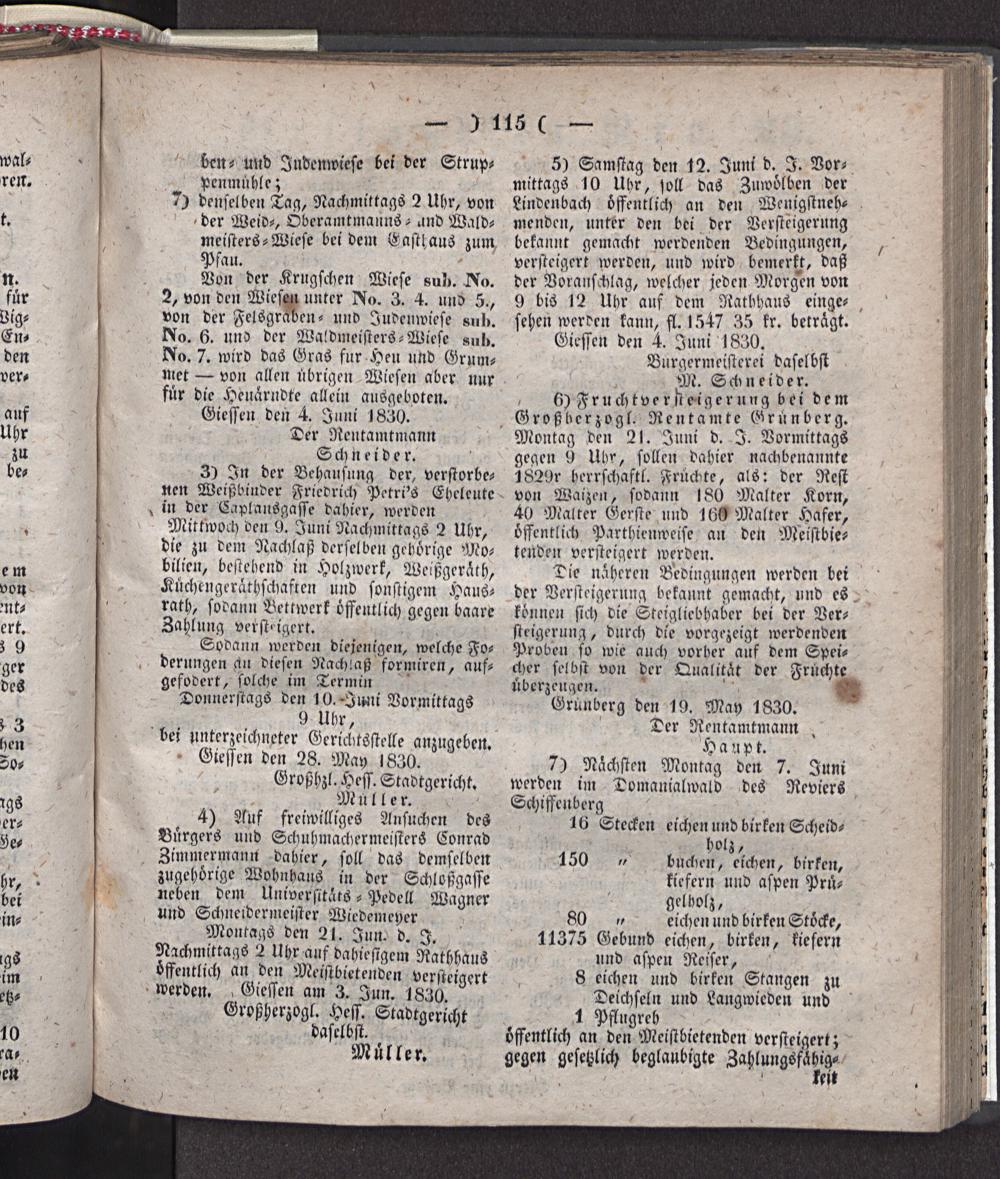 — ) 115 ( —
ben- und Judenwiese bei der Strup-
penmühle;
7) denselben Tag, Nachmittags 2 Uhr, von
der Weid-, Oberamtmanns- und Wald-
meisters-Wiese bei dem Gasthaus zum
Pfau.
Von der Krugschen Wiese sub. No.
2, von den Wiesen unter No. 3. 4. und 5.,
von der Felsgraben- und Judenwiese sub.
No. 6. und der Waldmeisters-Wiese sub.
No. 7. wird das Gras fur Heu und Grum-
met — von allen übrigen Wiesen aber nur
für die Heuärndte allein ausgeboten.
Giessen den 4. Juni 1830.
Der Rentamtmann
Schneider.
3) In der Behausung der, verstorbe-
nen Weißbinder Friedrich Petri's Eheleute
in der Caplansgasse dahier, werden
Mittwoch den 9. Juni Nachmittags 2 Uhr,
die zu dem Nachlaß derselben gehörige Mo-
bilien, bestehend in Holzwerk, Weißgeräth,
Küchengeräthschaften und sonstigem Haus-
rath, sodann Bettwerk öffentlich gegen baare
Zahlung versteigert.
Sodann werden diejenigen, welche Fo-
derungen an diesen Nachlaß formiren, auf-
gefodert, solche im Termin
Donnerstags den 10. Juni Vormittags
9 Uhr,
bei unterzeichneter Gerichtsstelle anzugeben.
Giessen den 28. May 1830.
Großhzl. Hess. Stadtgericht.
Müller.
4) Auf freiwilliges Ansuchen des
Bürgers und Schuhmachermeisters Conrad
Zimmermann dahier, soll das demselben
zugehörige Wohnhaus in der Schloßgasse
neben dem Universitäts-Pedell Wagner
und Schneidermeister Wiedemeyer
Montags den 21. Jun. d. J.
Nachmittags 2 Uhr auf dahiesigem Rathhaus
öffentlich an den Meistbietenden versteigert
werden. Giessen am 3. Jun. 1830.
Großherzogl. Hess. Stadtgericht
daselbst.
Müller.
5) Samstag den 12. Juni d. J. Vor-
mittags 10 Uhr, soll das Zuwölben der
Lindenbach öffentlich an den Wenigstneh-
menden, unter den bei der Versteigerung
bekannt gemacht werdenden Bedingungen,
versteigert werden, und wird bemerkt, daß
der Voranschlag, welcher jeden Morgen von
9 bis 12 Uhr auf dem Rathhaus einge-
sehen werden kann, fl. 1547 35 kr. beträgt.
Giessen den 4. Juni 1830.
Burgermeisterei daselbst
M. Schneider.
6) Fruchtversteigerung bei dem
Großherzogl. Rentamte Grünberg.
Montag den 21. Juni d. J. Vormittags
gegen 9 Uhr, sollen dahier nachbenannte
1829r herrschaftl. Früchte, als: der Rest
von Waizen, sodann 180 Malter Korn,
40 Malter Gerste und 160 Malter Hafer,
öffentlich Parthienweise an den Meistbie-
tenden versteigert werden.
Die näheren Bedingungen werden bei
der Versteigerung bekannt gemacht, und es
können sich die Steigliebhaber bei der Ver-
steigerung, durch die vorgezeigt werdenden
Proben so wie auch vorher auf dem Spei-
cher selbst von der Qualität der Früchte
überzeugen.
Grünberg den 19. May 1830.
Der Rentamtmann
Haupt.
7) Nächsten Montag den 7. Juni
werden im Domanialwald des Reviers
Schiffenberg
16 Stecken eichen und birken Scheid-
holz,
150 " buchen, eichen, birken,
kiefern und aspen Prü-
gelholz,
80 " eichen und birken Stöcke,
11375 Gebund eichen, birken, kiefern
und aspen Reiser,
8 eichen und birken Stangen zu
Deichseln und Langwieden und
1 Pflugreb
öffentlich an den Meistbietenden versteigert;
gegen gesetzlich beglaubigte Zahlungsfähig-
keit